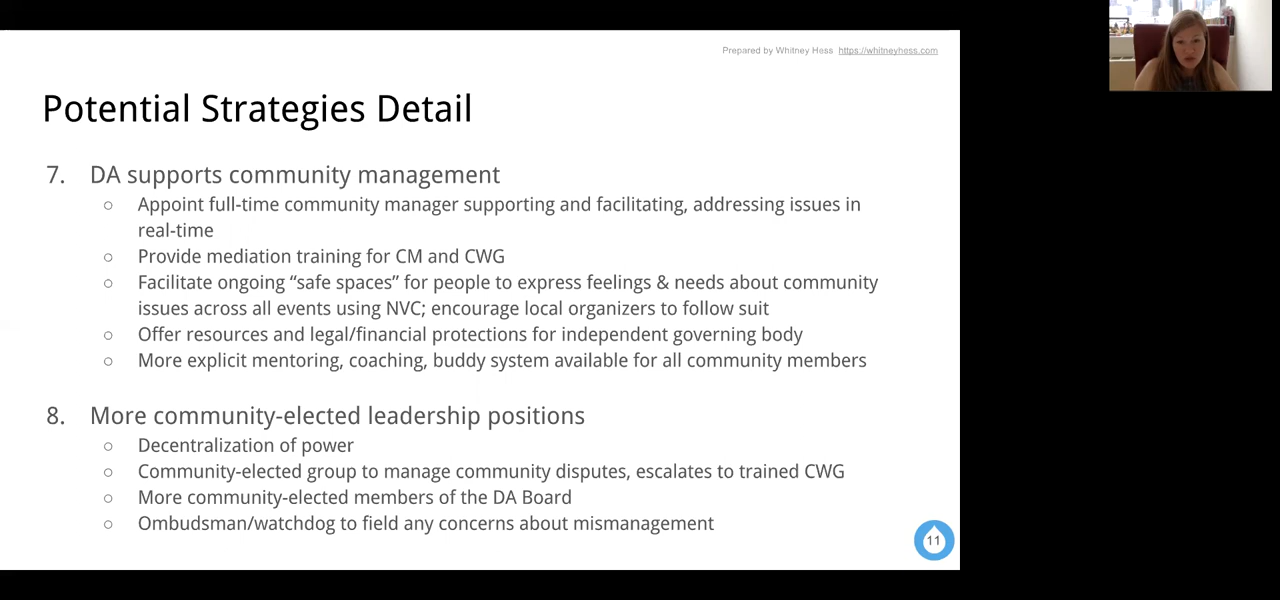 Prepared by Whitney Hess https://whitneyhess.com
Potential Strategies Detail
7. DA supports community management
○ Appoint full-time community manager supporting and facilitating, addressing issues in
real-time
○ Provide mediation training for CM and CWG
○ Facilitate ongoing “safe spaces” for people to express feelings & needs about community
issues across all events using NVC; encourage local organizers to follow suit
○ Offer resources and legal/financial protections for independent governing body
○ More explicit mentoring, coaching, buddy system available for all community members
8. More community-elected leadership positions
○ Decentralization of power
○ Community-elected group to manage community disputes, escalates to trained CWG
○ More community-elected members of the DA Board
○ Ombudsman/watchdog to field any concerns about mismanagement
11